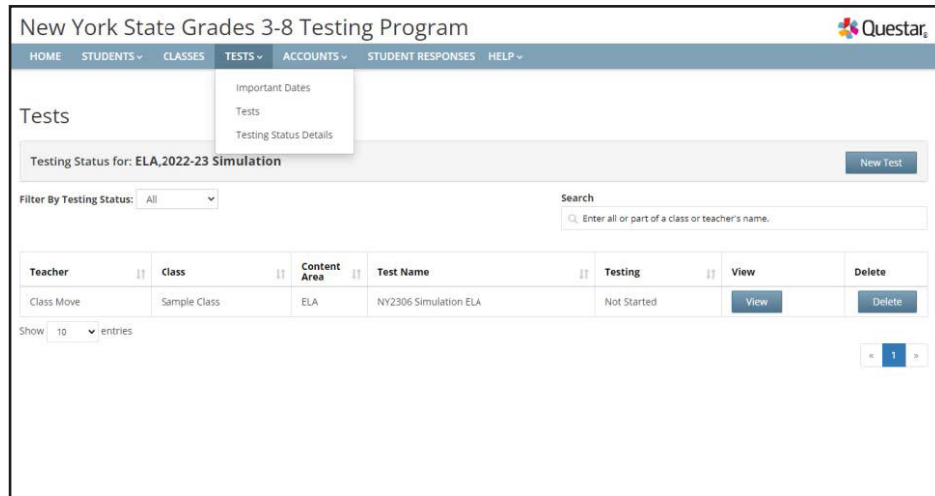 New York State Grades 3-8 Testing Program
Questar
HOME STUDENTS CLASSES TESTS ACCOUNTS STUDENT RESPONSES HELP
Important Dates
Tests
Testing Status Details
Tests
Testing Status for: ELA,2022-23 Simulation
New Test
Filter By Testing Status: All
Search
Enter all or part of a class or teacher's name.
Teacher Class Content Area Test Name Testing View Delete
Class Move Sample Class ELA NY2306 Simulation ELA Not Started View Delete
Show 10 entries
« 1 »